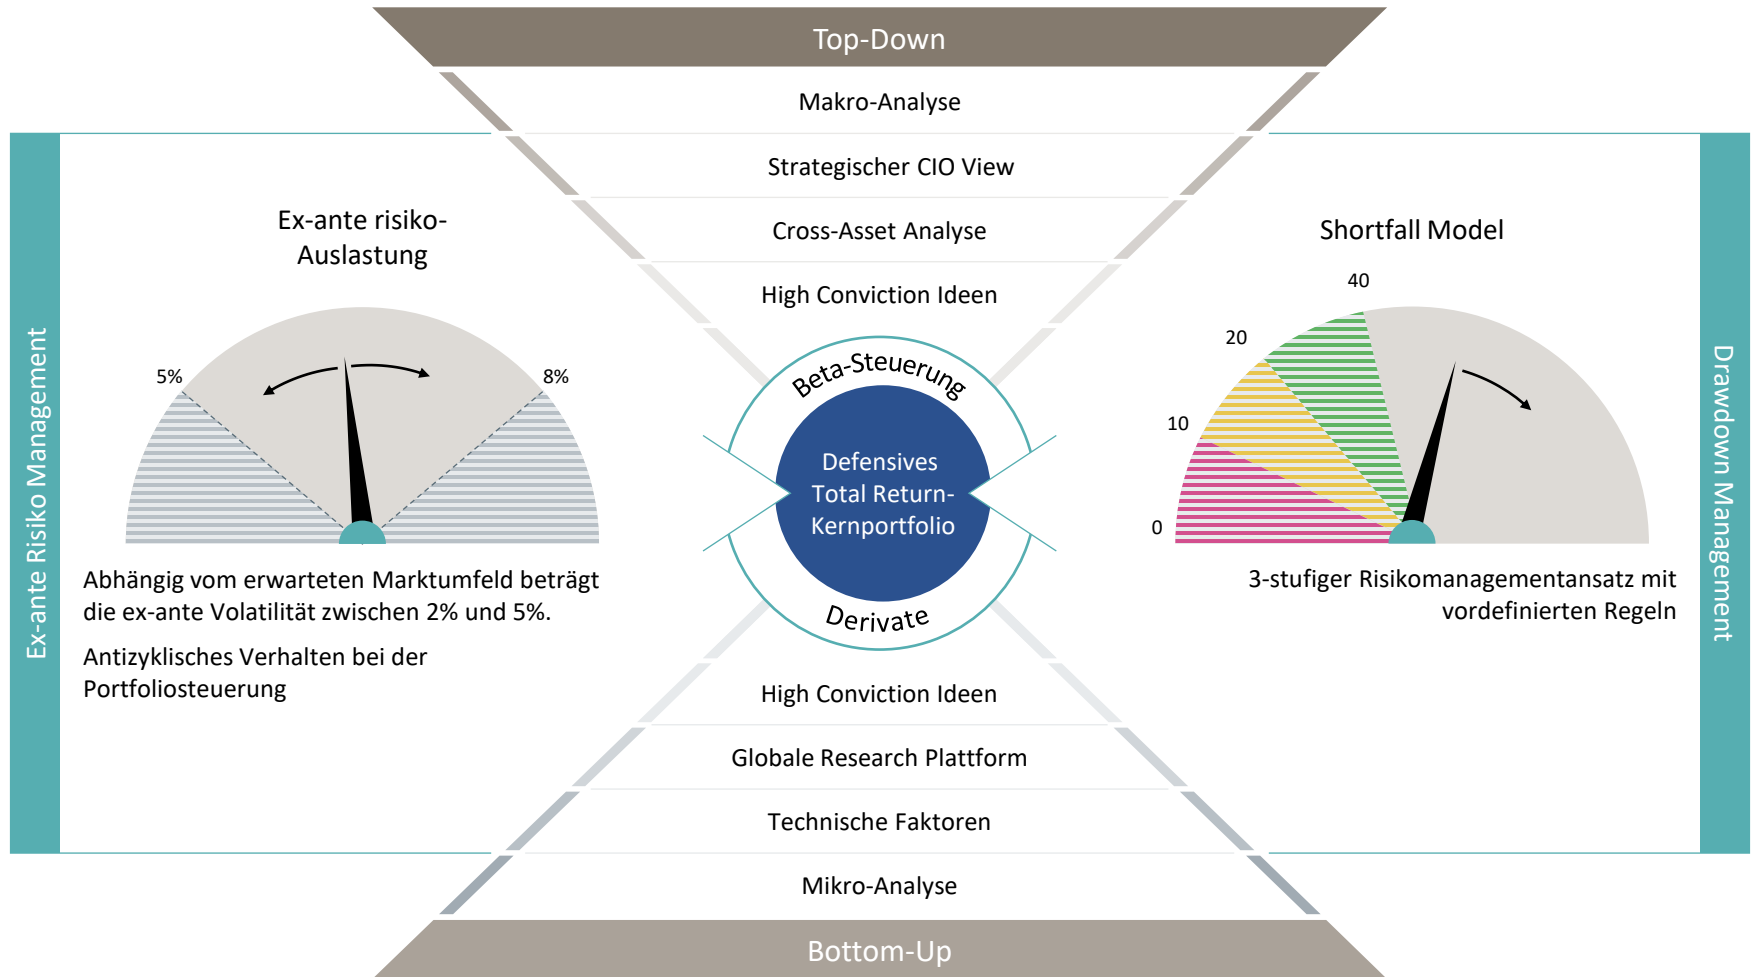 Top-Down
Makro-Analyse
Strategischer CIO View
Cross-Asset Analyse
High Conviction Ideen
Ex-ante Risiko Management
Ex-ante risiko-
Auslastung
5%
8%
Abhängig vom erwarteten Marktumfeld beträgt
die ex-ante Volatilität zwischen 2% und 5%.
Antizyklisches Verhalten bei der
Portfoliosteuerung
Beta-Steuerung
Defensives
Total Return-
Kernportfolio
Derivate
Shortfall Model
40
20
10
0
3-stufiger Risikomanagementansatz mit
vordefinierten Regeln
Drawdown Management
High Conviction Ideen
Globale Research Plattform
Technische Faktoren
Mikro-Analyse
Bottom-Up